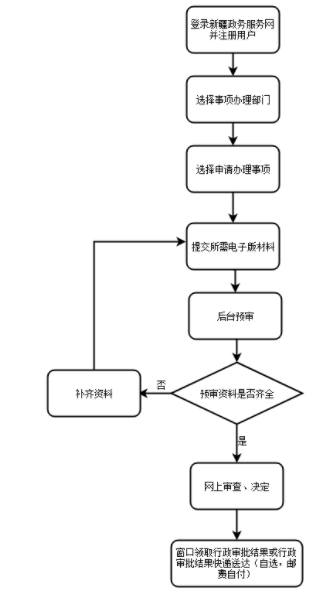 登录新疆政务服务网
并注册用户
选择事项办理部门
选择申请办理事项
提交所需电子版材料
后台预审
预审资料是否齐全
否
补齐资料
是
网上审查、决定
窗口领取行政审批结果或行政
审批结果快递送达（自选，邮
费自付）